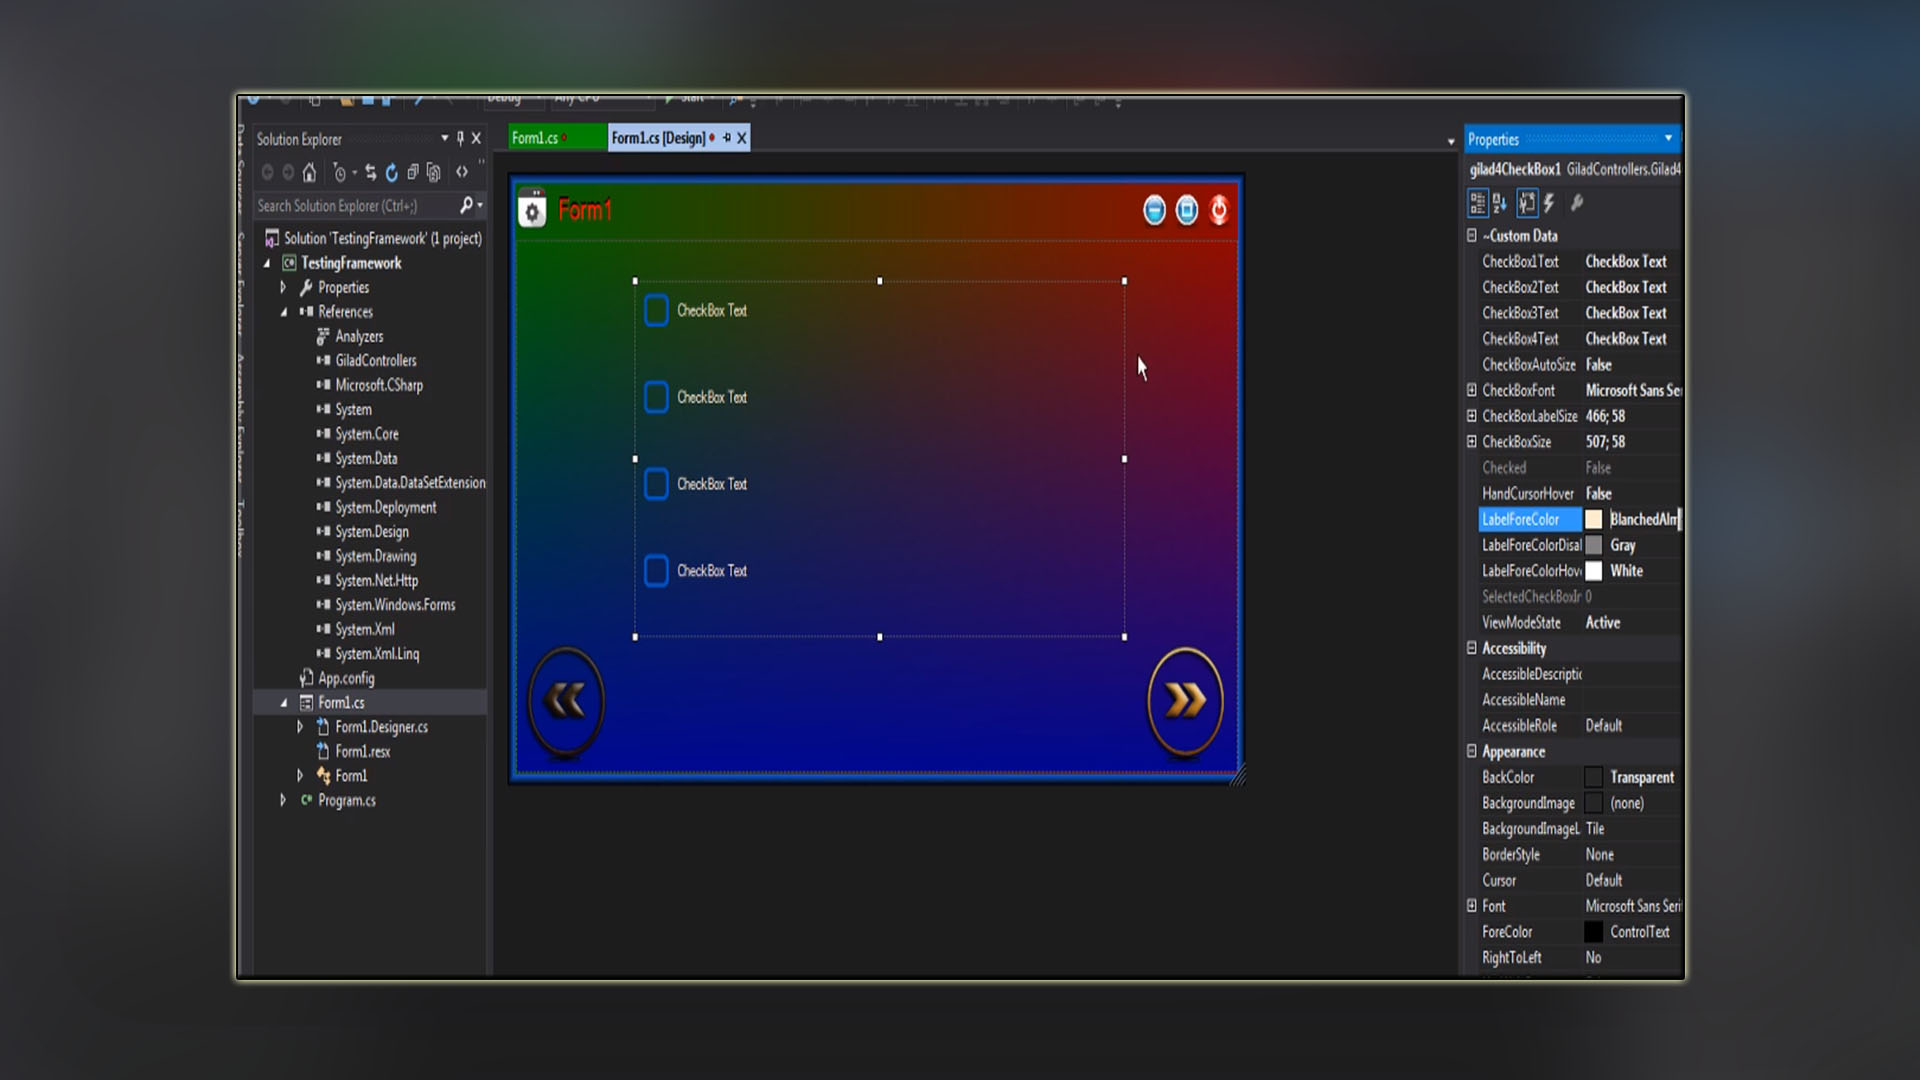 Debug
Any CPU
Start
Solution Explorer
Search Solution Explorer (Ctrl+;)
Solution 'TestingFramework' (1 project)
TestingFramework
Properties
References
Analyzers
GiladControllers
Microsoft.CSharp
System
System.Core
System.Data
System.Data.DataSetExtension
System.Deployment
System.Design
System.Drawing
System.Net.Http
System.Windows.Forms
System.Xml
System.Xml.Linq
App.config
Form1.cs
Form1.Designer.cs
Form1.resx
Form1
Program.cs
Form1.cs
Form1.cs [Design]
Form1
CheckBox Text
CheckBox Text
CheckBox Text
CheckBox Text
Properties
gilad4CheckBox1 GiladControllers.Gilad4
~Custom Data
CheckBox1Text CheckBox Text
CheckBox2Text CheckBox Text
CheckBox3Text CheckBox Text
CheckBox4Text CheckBox Text
CheckBoxAutoSize False
CheckBoxFont Microsoft Sans Se
CheckBoxLabelSize 466; 58
CheckBoxSize 507; 58
Checked False
HandCursorHover False
LabelForeColor BlanchedAlm
LabelForeColorDisal Gray
LabelForeColorHov White
SelectedCheckBoxIn 0
ViewModeState Active
Accessibility
AccessibleDescriptic
AccessibleName
AccessibleRole Default
Appearance
BackColor Transparent
BackgroundImage (none)
BackgroundImageL Tile
BorderStyle None
Cursor Default
Font Microsoft Sans Seri
ForeColor ControlText
RightToLeft No